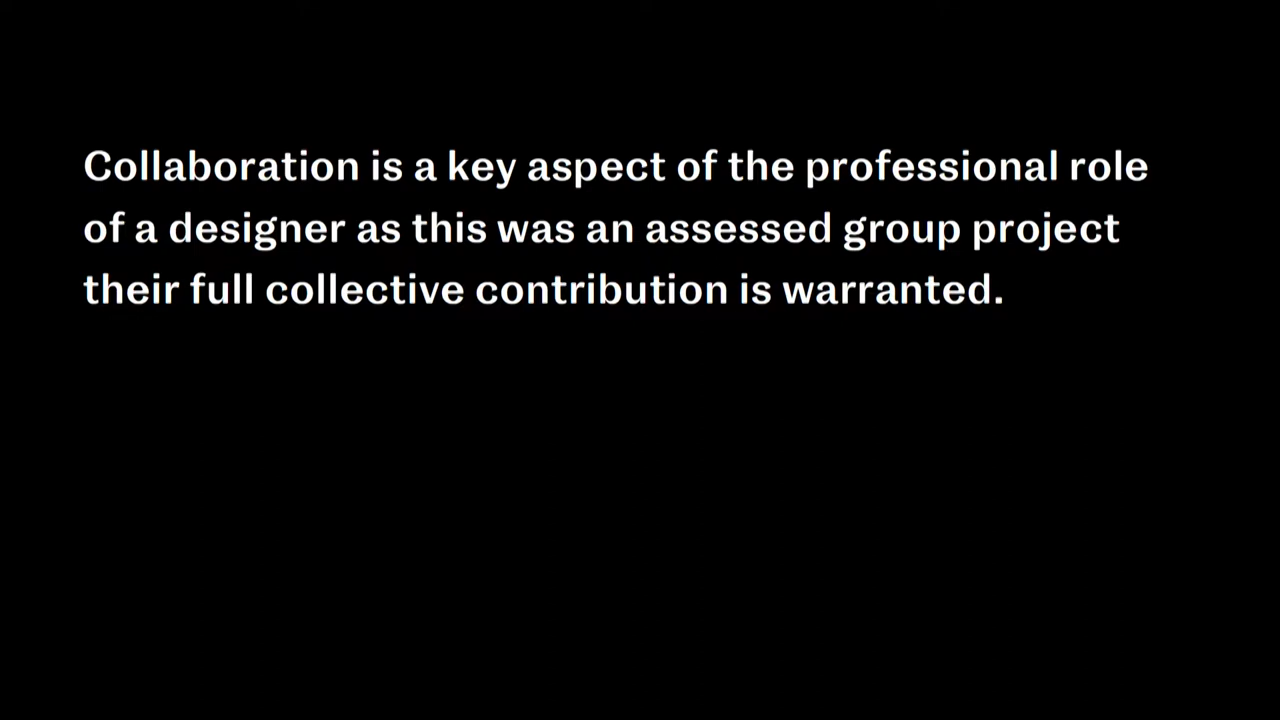 Collaboration is a key aspect of the professional role
of a designer as this was an assessed group project
their full collective contribution is warranted.